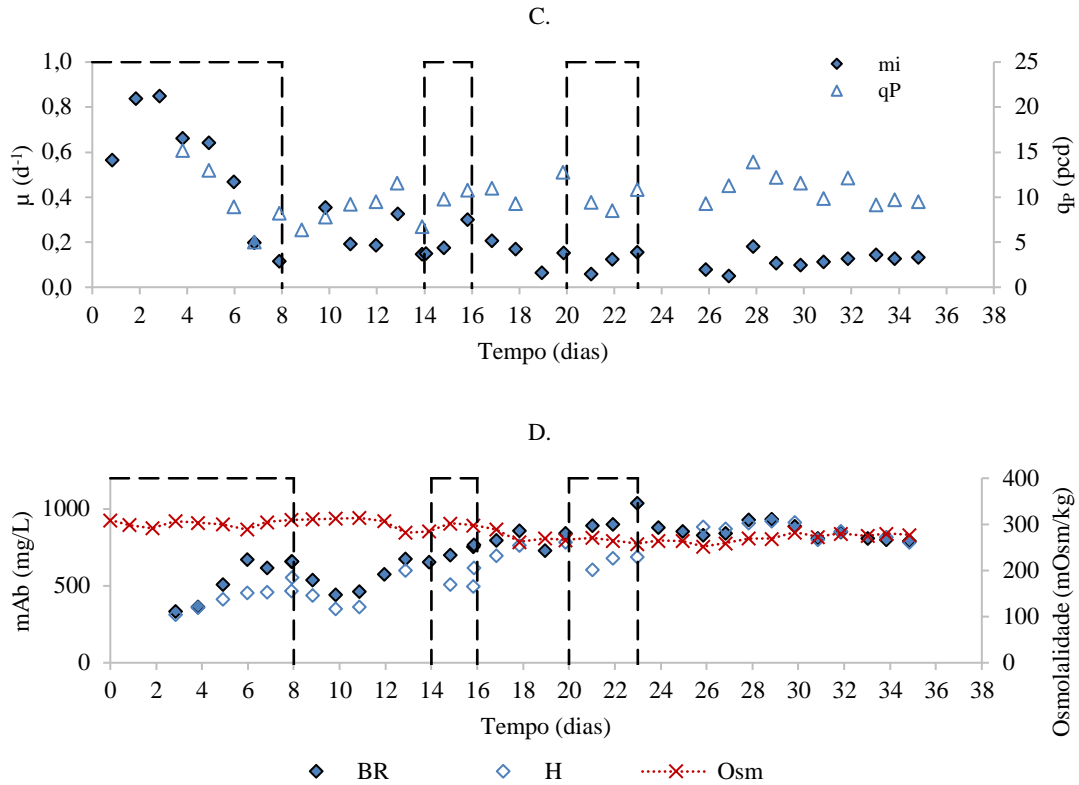 C.
1,0
0,8
0,6
0,4
0,2
0,0
µ (d⁻¹)
25
20
15
10
5
0
qP (pcd)
mi
qP
0 2 4 6 8 10 12 14 16 18 20 22 24 26 28 30 32 34 36 38
Tempo (dias)
D.
1000
500
0
mAb (mg/L)
400
300
200
100
0
Osmolalidade (mOsm/kg)
0 2 4 6 8 10 12 14 16 18 20 22 24 26 28 30 32 34 36 38
Tempo (dias)
BR H Osm